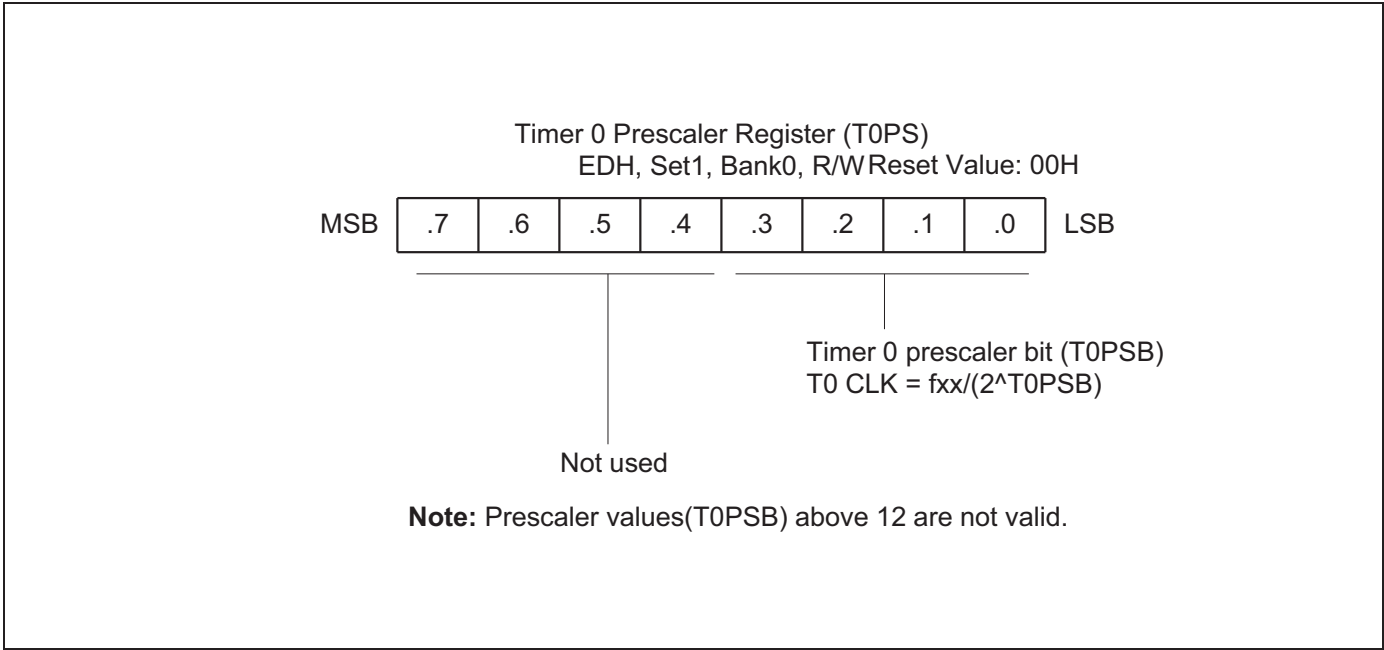 Timer 0 Prescaler Register (T0PS)
EDH, Set1, Bank0, R/W Reset Value: 00H
MSB .7 .6 .5 .4 .3 .2 .1 .0 LSB
Timer 0 prescaler bit (T0PSB)
T0 CLK = fxx/(2^T0PSB)
Not used
Note: Prescaler values(T0PSB) above 12 are not valid.